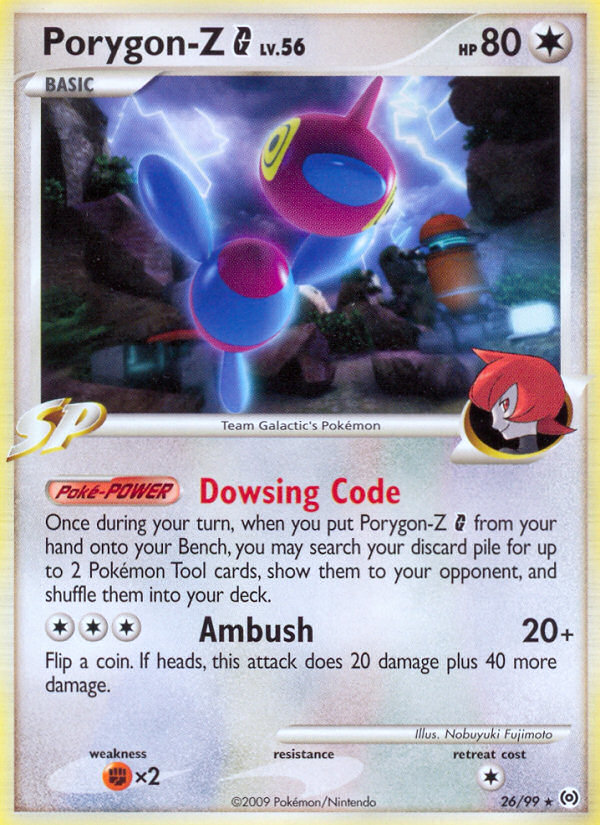 Porygon-Z G LV.56 HP 80
BASIC
SP
Team Galactic's Pokémon
Poké-POWER Dowsing Code
Once during your turn, when you put Porygon-Z G from your
hand onto your Bench, you may search your discard pile for up
to 2 Pokémon Tool cards, show them to your opponent, and
shuffle them into your deck.
Ambush 20+
Flip a coin. If heads, this attack does 20 damage plus 40 more
damage.
Illus. Nobuyuki Fujimoto
weakness resistance retreat cost
×2
©2009 Pokémon/Nintendo 26/99 ★